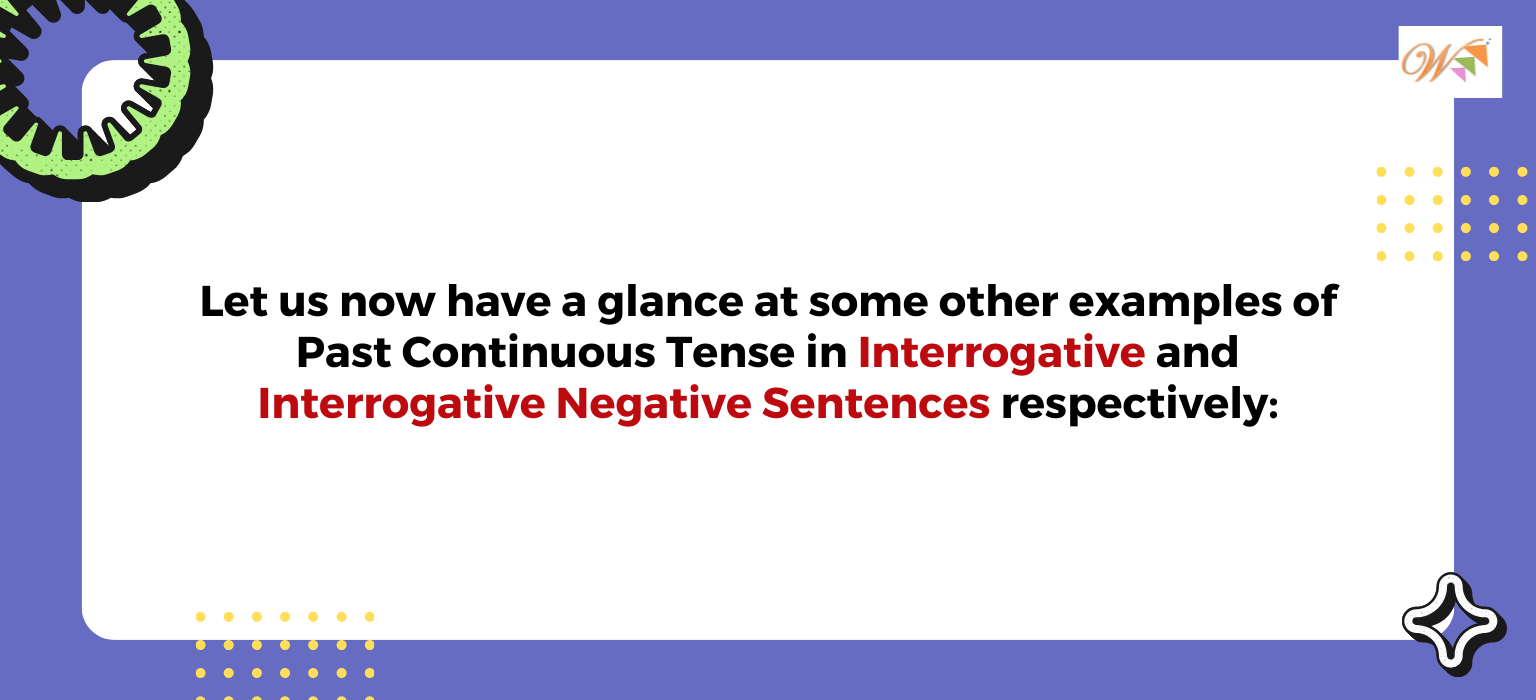 W
Let us now have a glance at some other examples of
Past Continuous Tense in Interrogative and
Interrogative Negative Sentences respectively: